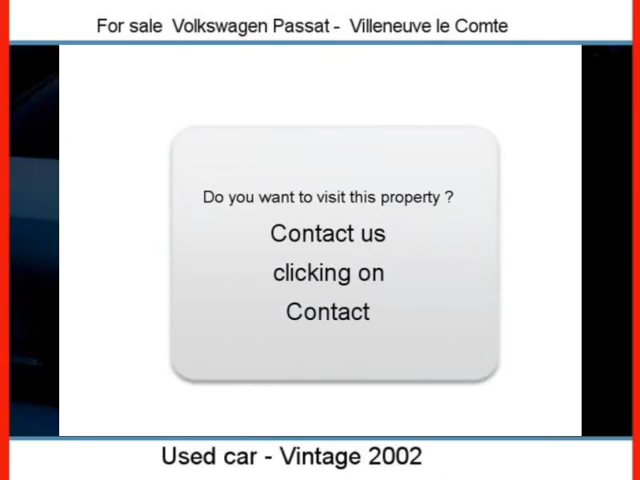 For sale Volkswagen Passat - Villeneuve le Comte
Do you want to visit this property ?
Contact us
clicking on
Contact
Used car - Vintage 2002